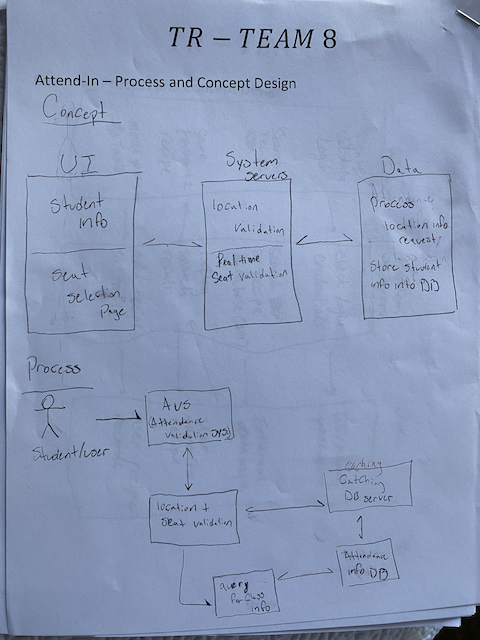 TR – TEAM 8
Attend-In – Process and Concept Design
Concept
UI
Student
info
Seat
Selection
Page
System
servers
location
validation
Real time
Seat validation
Data
Process
location info
request
Store Student
info into DB
Process
Student/user
AVS
(Attendance
validation sys)
location +
seat validation
caching
Catching
DB server
Attendance
info DB
query
for class
info